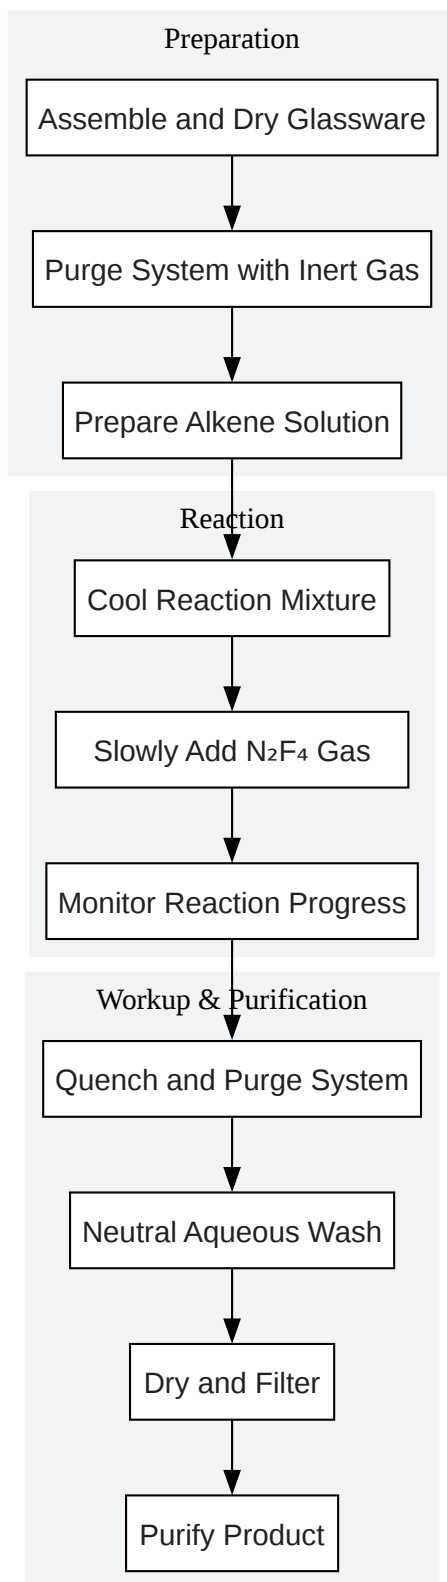 Preparation
Assemble and Dry Glassware
Purge System with Inert Gas
Prepare Alkene Solution
Reaction
Cool Reaction Mixture
Slowly Add N₂F₄ Gas
Monitor Reaction Progress
Workup & Purification
Quench and Purge System
Neutral Aqueous Wash
Dry and Filter
Purify Product